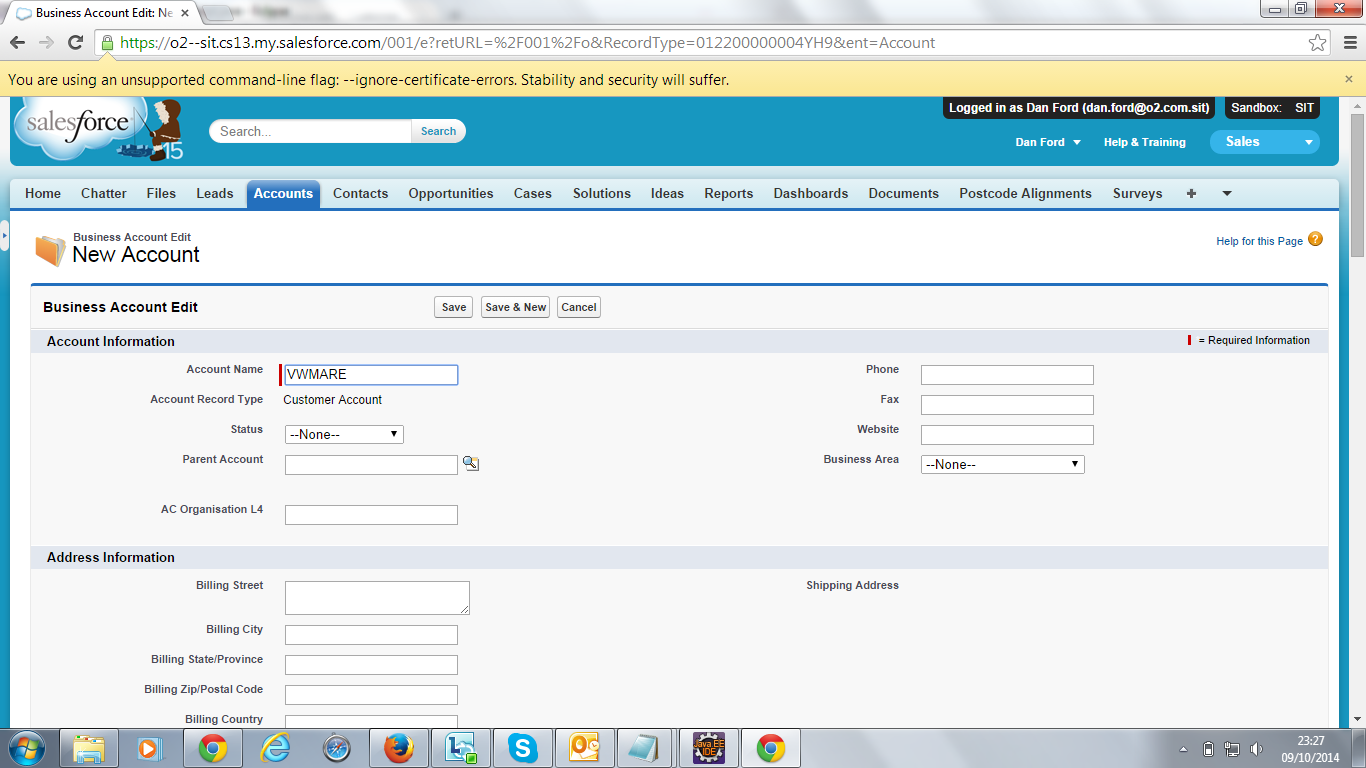 Business Account Edit: Ne
https://o2--sit.cs13.my.salesforce.com/001/e?retURL=%2F001%2Fo&RecordType=012200000004YH9&ent=Account
You are using an unsupported command-line flag: --ignore-certificate-errors. Stability and security will suffer.
salesforce
15
Search...
Search
Logged in as Dan Ford (dan.ford@o2.com.sit)
Sandbox: SIT
Dan Ford
Help & Training
Sales
Home Chatter Files Leads Accounts Contacts Opportunities Cases Solutions Ideas Reports Dashboards Documents Postcode Alignments Surveys +
Business Account Edit
New Account
Help for this Page ?
Business Account Edit
Save Save & New Cancel
Account Information
= Required Information
Account Name VWMARE
Phone
Account Record Type Customer Account
Fax
Status --None--
Website
Parent Account
Business Area --None--
AC Organisation L4
Address Information
Billing Street
Shipping Address
Billing City
Billing State/Province
Billing Zip/Postal Code
Billing Country
Java EE
IDE
23:27
09/10/2014